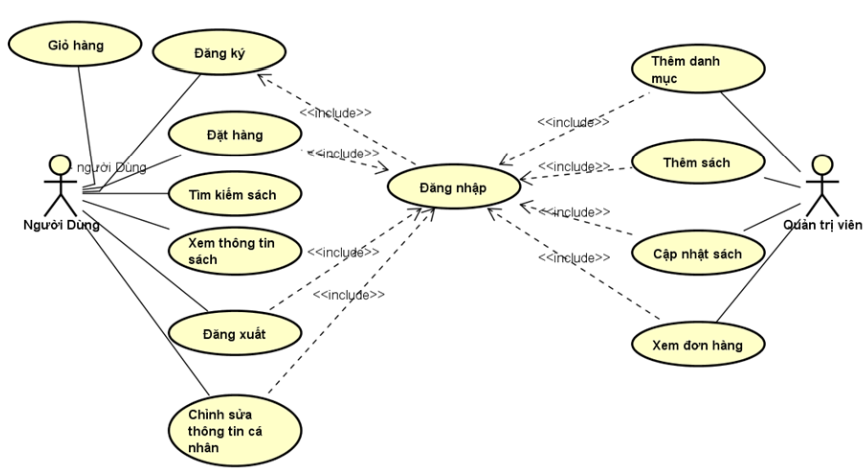 Giỏ hàng
Đăng ký
<<include>>
Đặt hàng
<<include>>
người Dùng
Người Dùng
Tìm kiếm sách
Xem thông tin
sách
<<include>>
Đăng xuất
<<include>>
Chỉnh sửa
thông tin cá
nhân
Đăng nhập
Thêm danh
mục
<<include>>
Thêm sách
<<include>>
Quản trị viên
<<include>>
Cập nhật sách
<<include>>
Xem đơn hàng